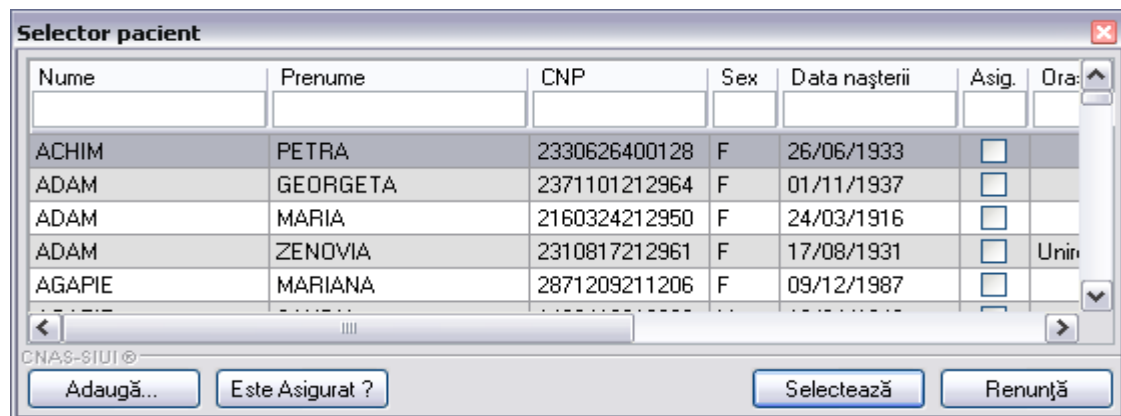 Selector pacient
Nume Prenume CNP Sex Data naşterii Asig.
ACHIM PETRA 2330626400128 F 26/06/1933
ADAM GEORGETA 2371101212964 F 01/11/1937
ADAM MARIA 2160324212950 F 24/03/1916
ADAM ZENOVIA 2310817212961 F 17/08/1931
AGAPIE MARIANA 2871209211206 F 09/12/1987
CNAS-SIUI ®
Adaugă... Este Asigurat ? Selectează Renunţă